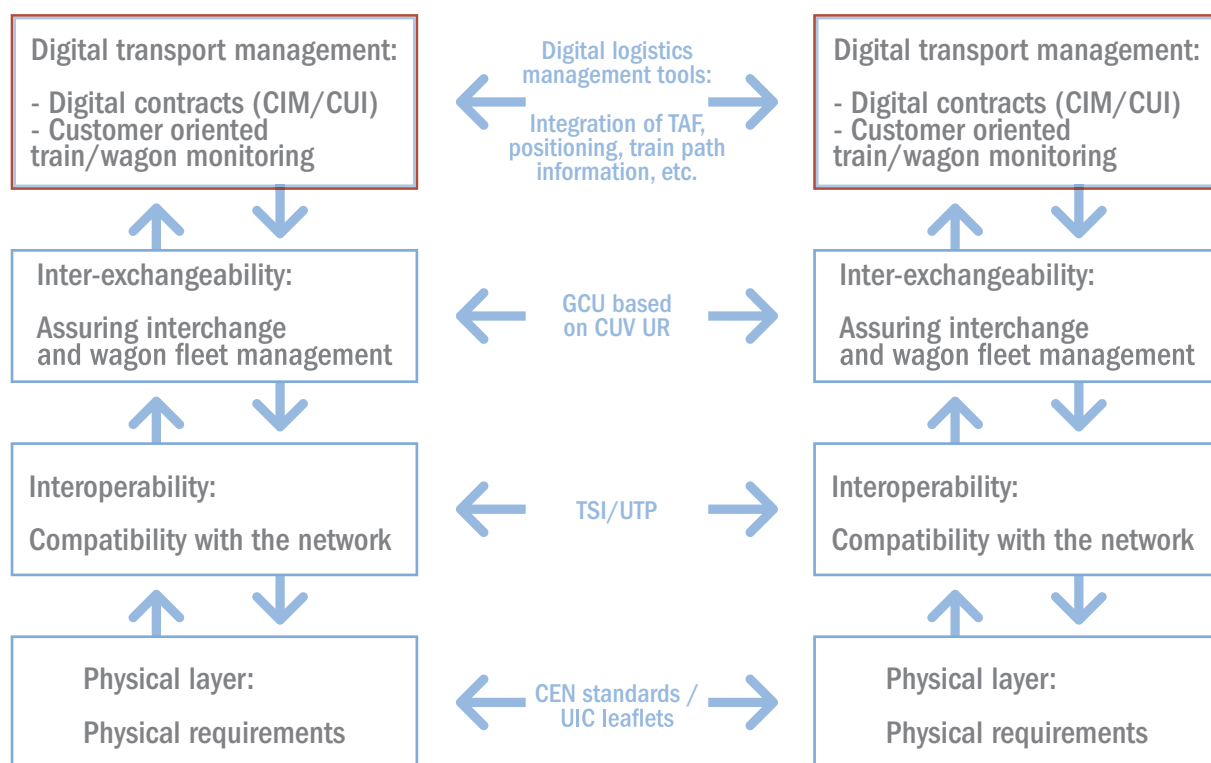 Digital transport management:
- Digital contracts (CIM/CUI)
- Customer oriented
train/wagon monitoring
Digital logistics
management tools:
Integration of TAF,
positioning, train path
information, etc.
Digital transport management:
- Digital contracts (CIM/CUI)
- Customer oriented
train/wagon monitoring
Inter-exchangeability:
Assuring interchange
and wagon fleet management
GCU based
on CUV UR
Inter-exchangeability:
Assuring interchange
and wagon fleet management
Interoperability:
Compatibility with the network
TSI/UTP
Interoperability:
Compatibility with the network
Physical layer:
Physical requirements
CEN standards /
UIC leaflets
Physical layer:
Physical requirements